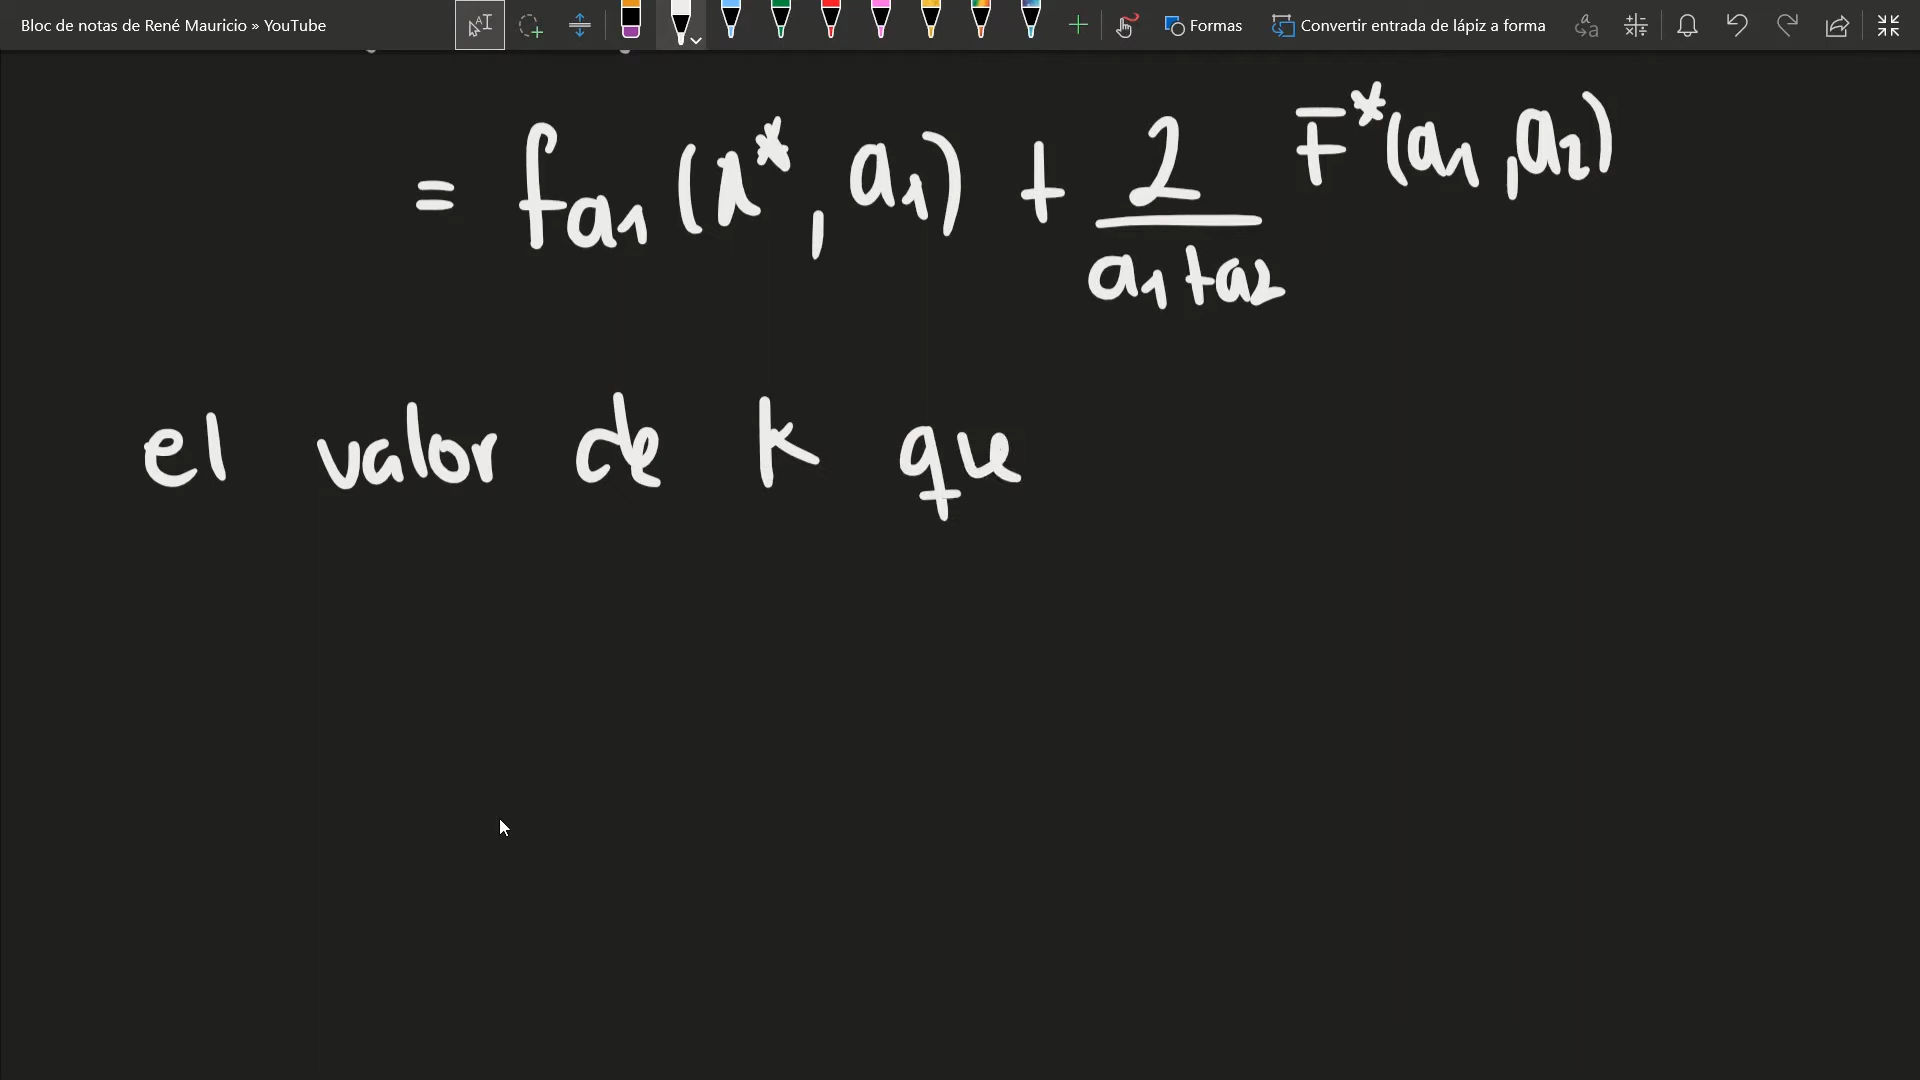 Bloc de notas de René Mauricio » YouTube
Formas
Convertir entrada de lápiz a forma
= fa1 (x*, a1) + 2/(a1+a2) F*(a1, a2)
el valor de k que